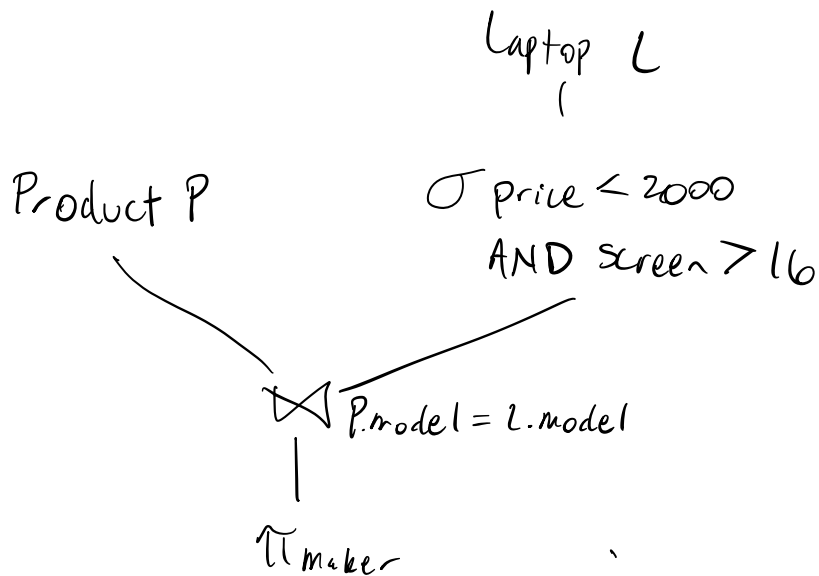 Laptop L
Product P
σ price < 2000
AND screen > 16
⋈ P.model = L.model
π maker